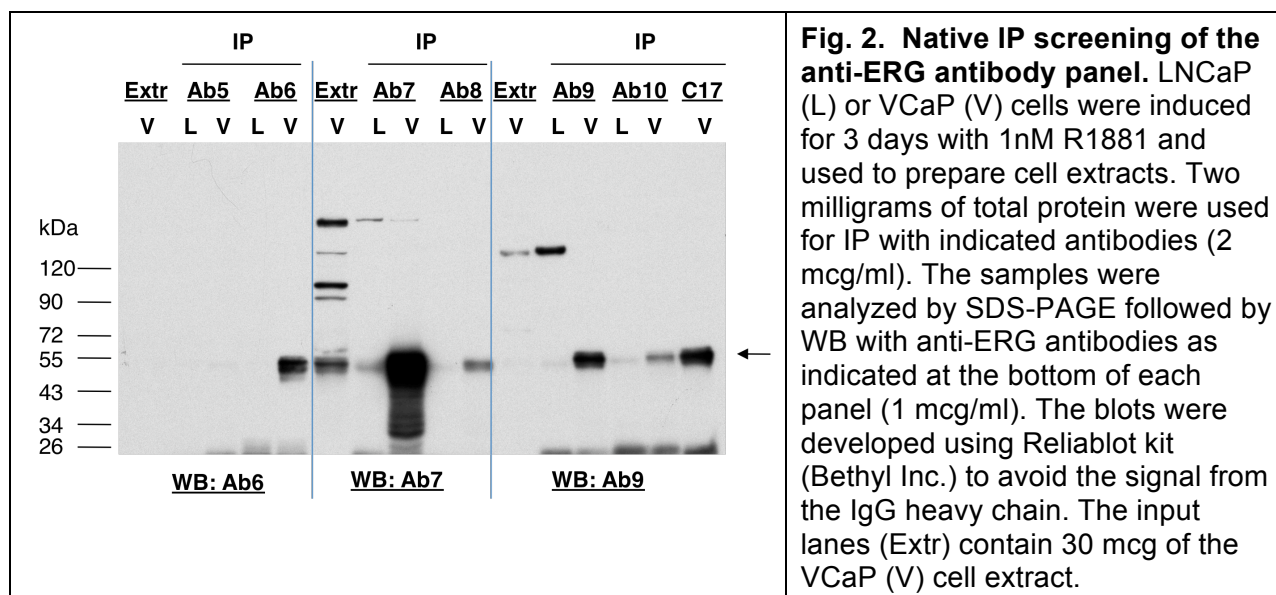 IP IP IP
Extr Ab5 Ab6 Extr Ab7 Ab8 Extr Ab9 Ab10 C17
V L V L V V L V L V V L V L V V
kDa
120
90
72
55
43
34
26
WB: Ab6 WB: Ab7 WB: Ab9
Fig. 2. Native IP screening of the
anti-ERG antibody panel. LNCaP
(L) or VCaP (V) cells were induced
for 3 days with 1nM R1881 and
used to prepare cell extracts. Two
milligrams of total protein were used
for IP with indicated antibodies (2
mcg/ml). The samples were
analyzed by SDS-PAGE followed by
WB with anti-ERG antibodies as
indicated at the bottom of each
panel (1 mcg/ml). The blots were
developed using Reliablot kit
(Bethyl Inc.) to avoid the signal from
the IgG heavy chain. The input
lanes (Extr) contain 30 mcg of the
VCaP (V) cell extract.